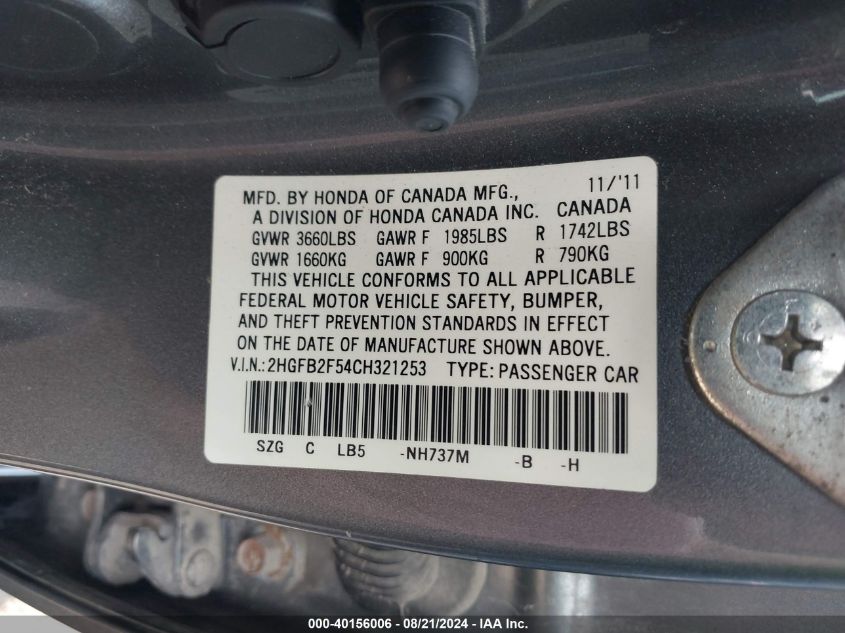 MFD. BY HONDA OF CANADA MFG., 11/'11
A DIVISION OF HONDA CANADA INC. CANADA
GVWR 3660LBS GAWR F 1985LBS R 1742LBS
GVWR 1660KG GAWR F 900KG R 790KG
THIS VEHICLE CONFORMS TO ALL APPLICABLE
FEDERAL MOTOR VEHICLE SAFETY, BUMPER,
AND THEFT PREVENTION STANDARDS IN EFFECT
ON THE DATE OF MANUFACTURE SHOWN ABOVE.
V.I.N.: 2HGFB2F54CH321253 TYPE: PASSENGER CAR
SZG C LB5 -NH737M -B -H
000-40156006 - 08/21/2024 - IAAI Inc.